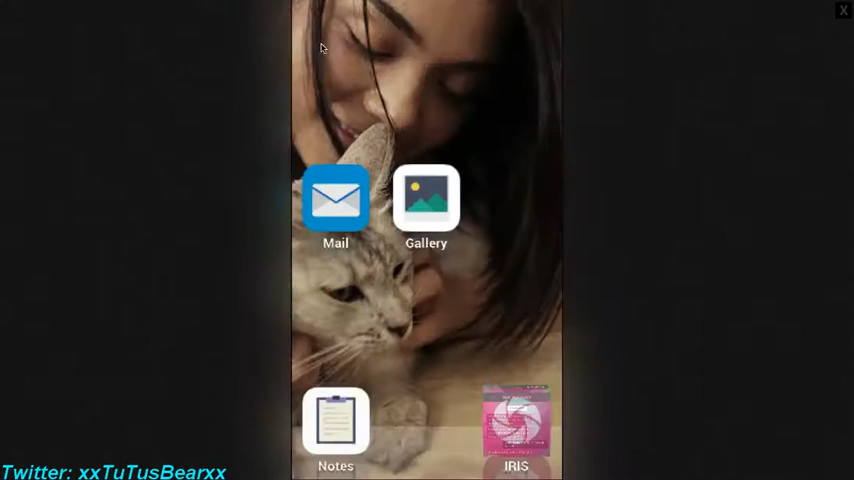 X
Mail
Gallery
Notes
IRIS
Twitter: xxTuTusBearxx